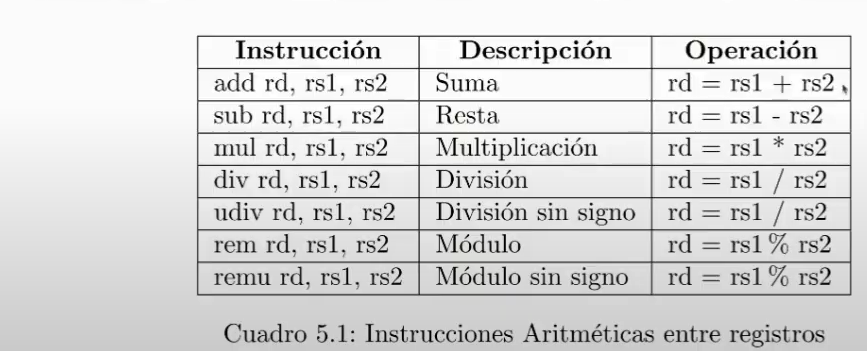 Instrucción Descripción Operación
add rd, rs1, rs2 Suma rd = rs1 + rs2
sub rd, rs1, rs2 Resta rd = rs1 - rs2
mul rd, rs1, rs2 Multiplicación rd = rs1 * rs2
div rd, rs1, rs2 División rd = rs1 / rs2
udiv rd, rs1, rs2 División sin signo rd = rs1 / rs2
rem rd, rs1, rs2 Módulo rd = rs1 % rs2
remu rd, rs1, rs2 Módulo sin signo rd = rs1 % rs2
Cuadro 5.1: Instrucciones Aritméticas entre registros